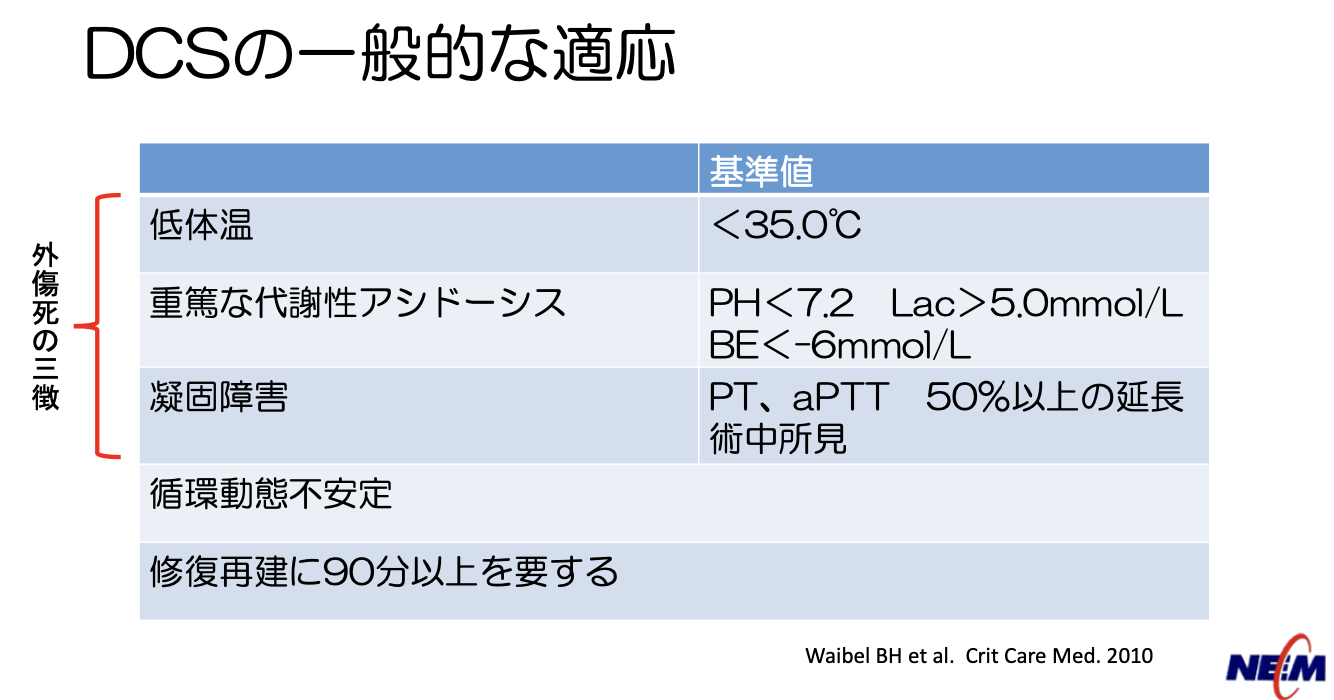 DCSの一般的な適応
基準値
外傷死の三徴
低体温
＜35.0℃
重篤な代謝性アシドーシス
PH＜7.2　Lac＞5.0mmol/L
BE＜-6mmol/L
凝固障害
PT、aPTT　50%以上の延長
術中所見
循環動態不安定
修復再建に90分以上を要する
Waibel BH et al.  Crit Care Med. 2010
NEEM